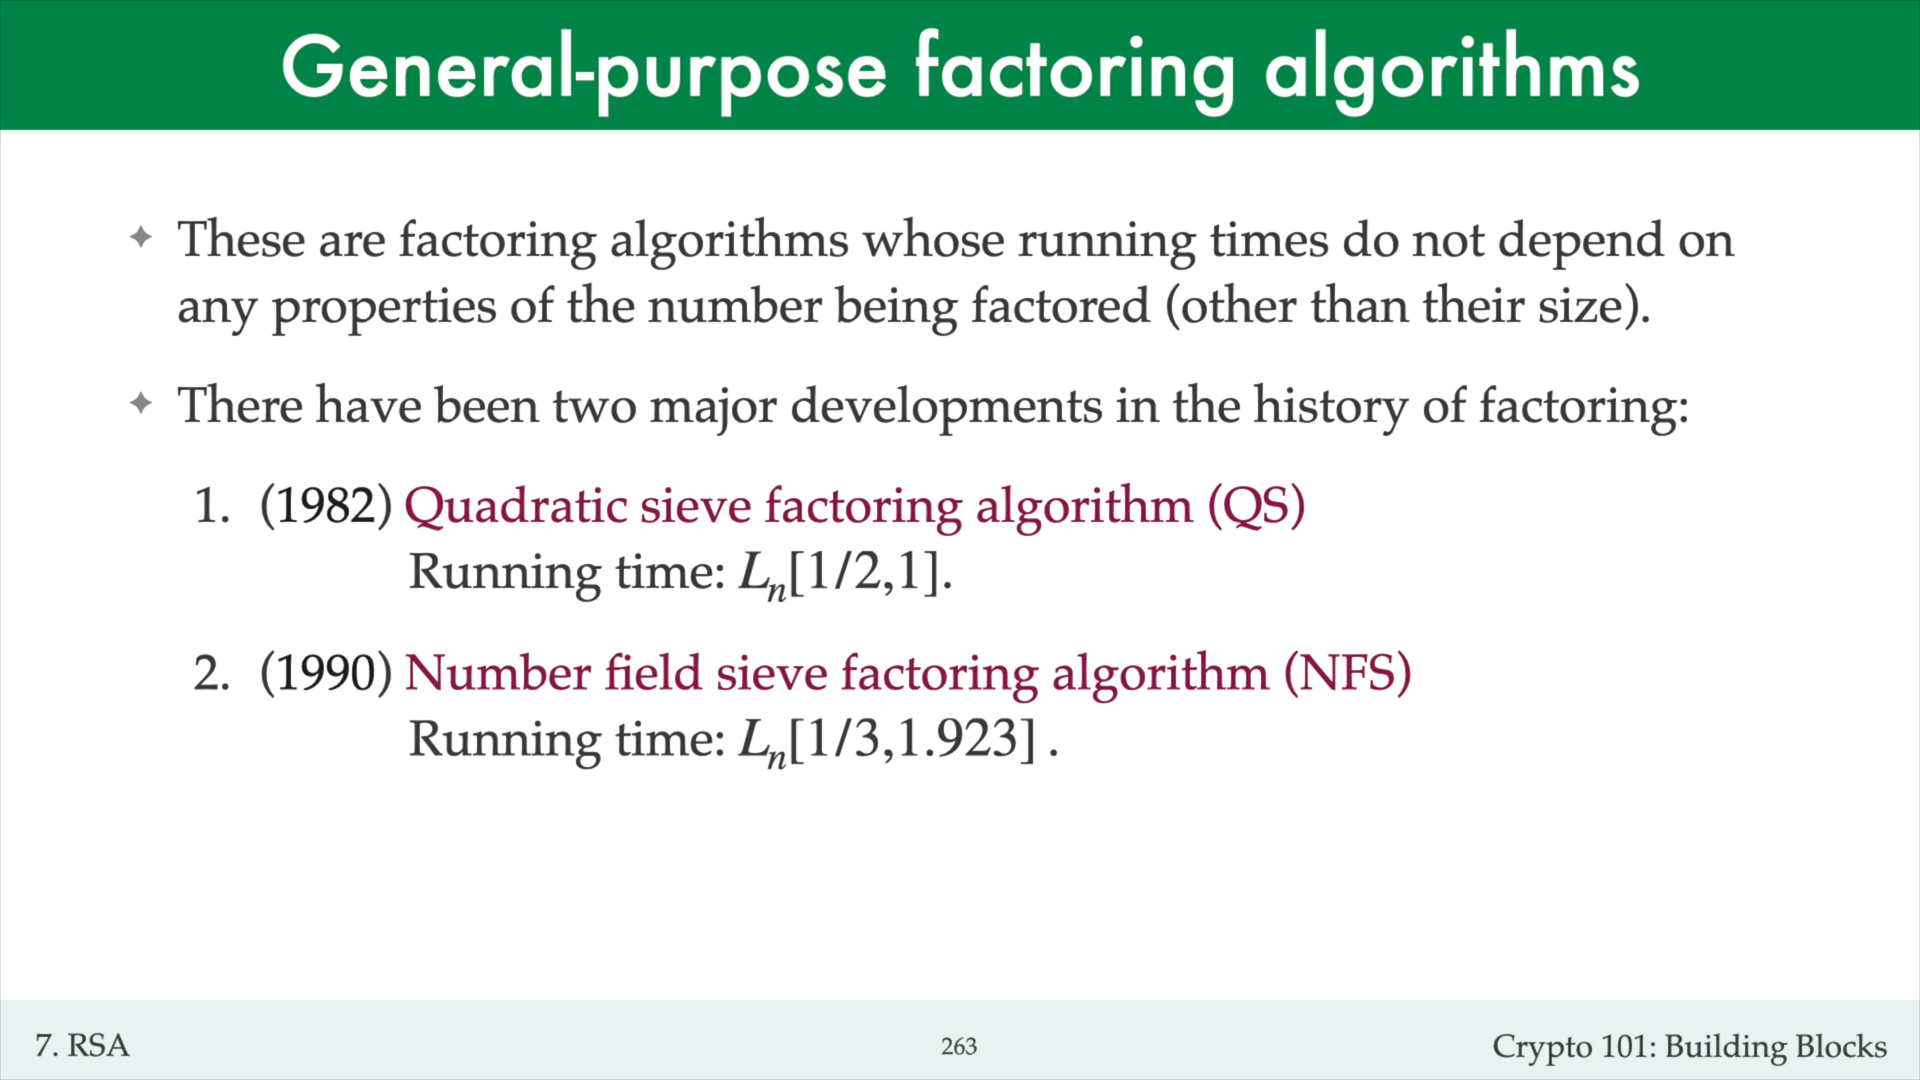 General-purpose factoring algorithms
✦ These are factoring algorithms whose running times do not depend on
any properties of the number being factored (other than their size).
✦ There have been two major developments in the history of factoring:
1. (1982) Quadratic sieve factoring algorithm (QS)
Running time: Lₙ[1/2,1].
2. (1990) Number field sieve factoring algorithm (NFS)
Running time: Lₙ[1/3,1.923] .
7. RSA
263
Crypto 101: Building Blocks